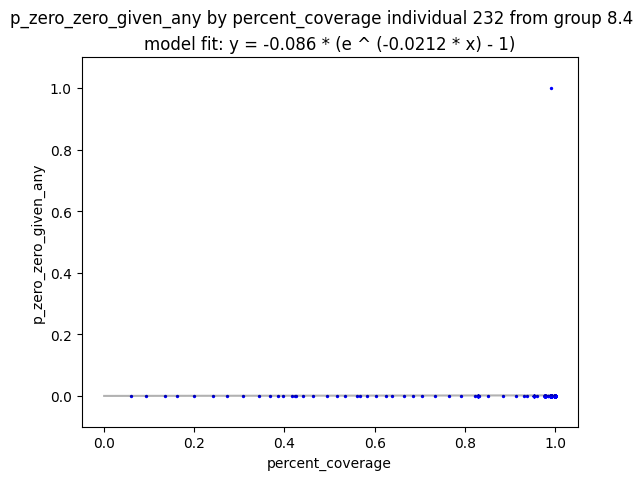 p_zero_zero_given_any by percent_coverage individual 232 from group 8.4
model fit: y = -0.086 * (e ^ (-0.0212 * x) - 1)
1.0
0.8
0.6
0.4
0.2
0.0
p_zero_zero_given_any
0.0 0.2 0.4 0.6 0.8 1.0
percent_coverage